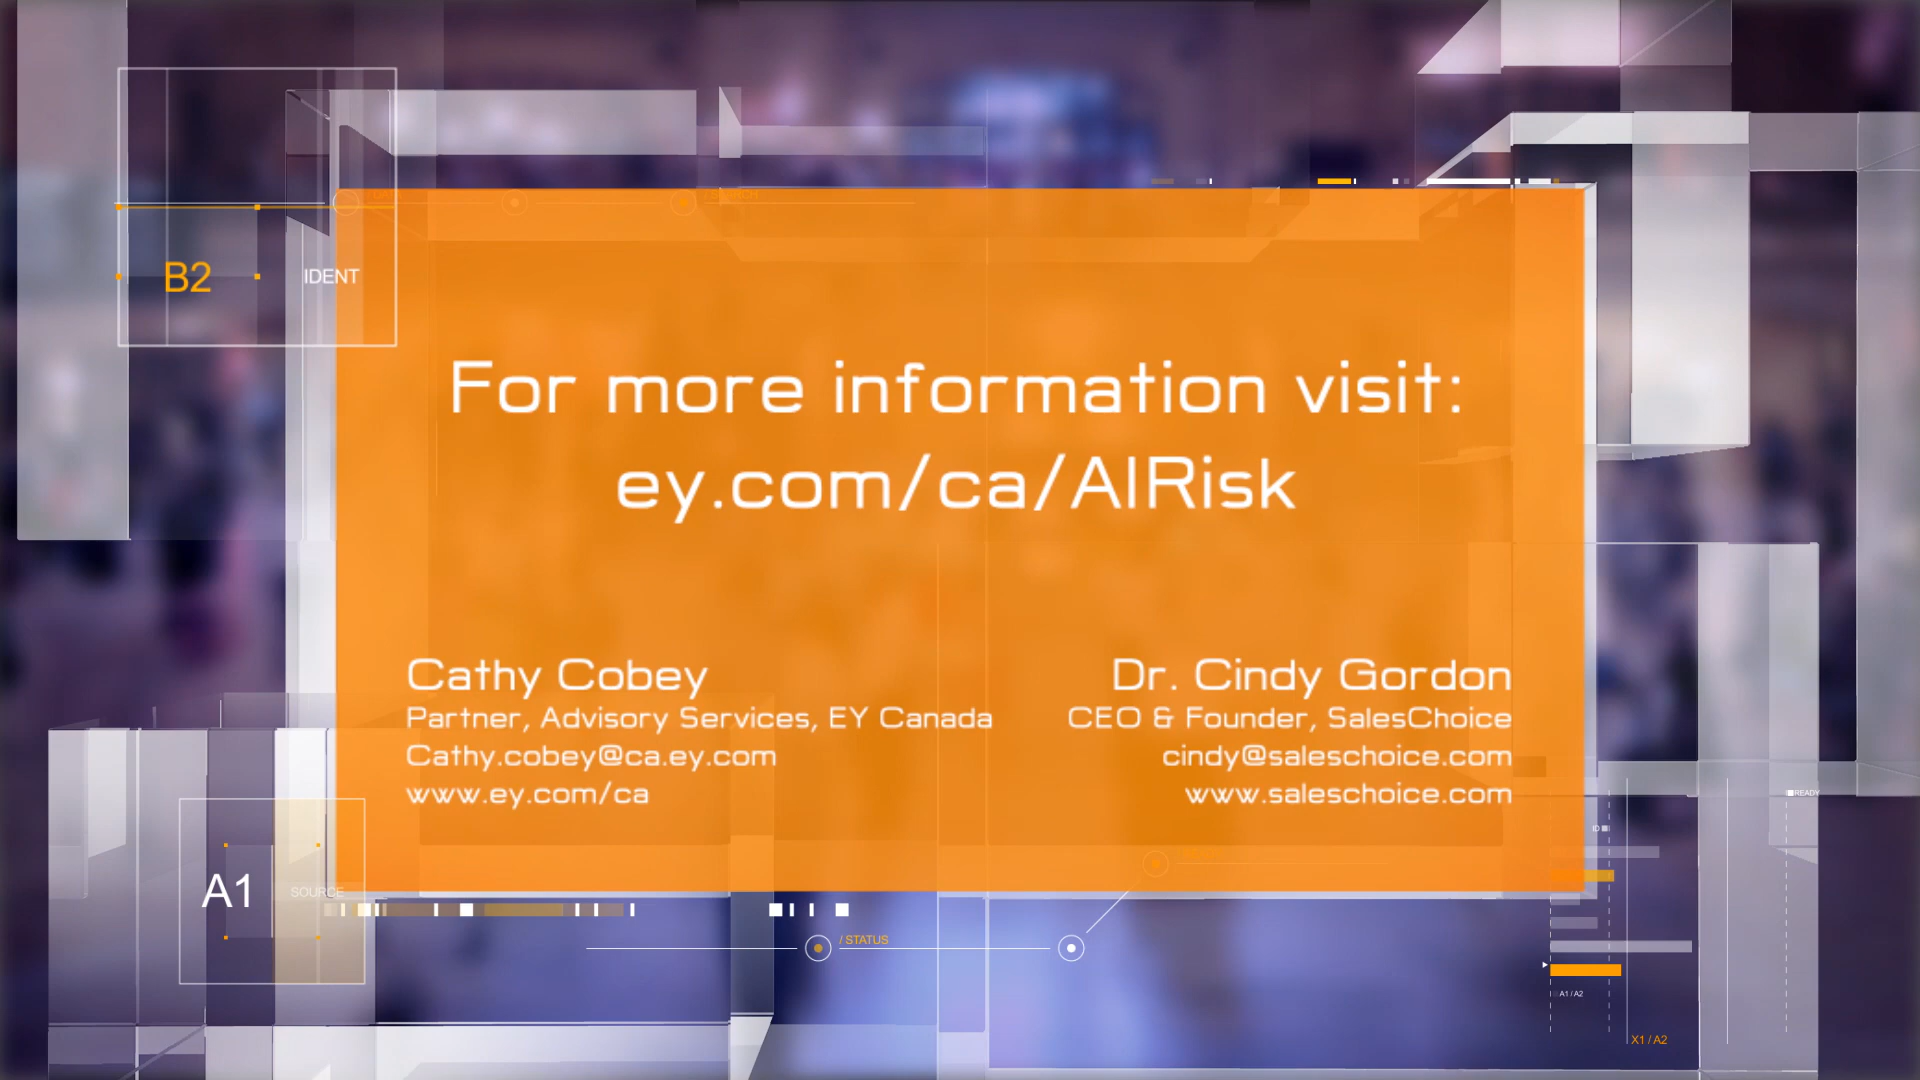 B2
IDENT
For more information visit:
ey.com/ca/AIRisk
Cathy Cobey
Partner, Advisory Services, EY Canada
Cathy.cobey@ca.ey.com
www.ey.com/ca
Dr. Cindy Gordon
CEO & Founder, SalesChoice
cindy@saleschoice.com
www.saleschoice.com
READY
ID
A1
SOURCE
/ STATUS
A1 / A2
X1 / A2